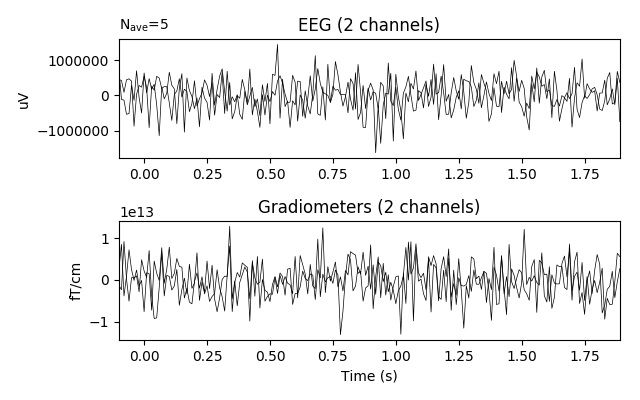 N_ave=5
EEG (2 channels)
uV
1000000
0
−1000000
0.00 0.25 0.50 0.75 1.00 1.25 1.50 1.75
1e13
Gradiometers (2 channels)
fT/cm
1
0
−1
0.00 0.25 0.50 0.75 1.00 1.25 1.50 1.75
Time (s)